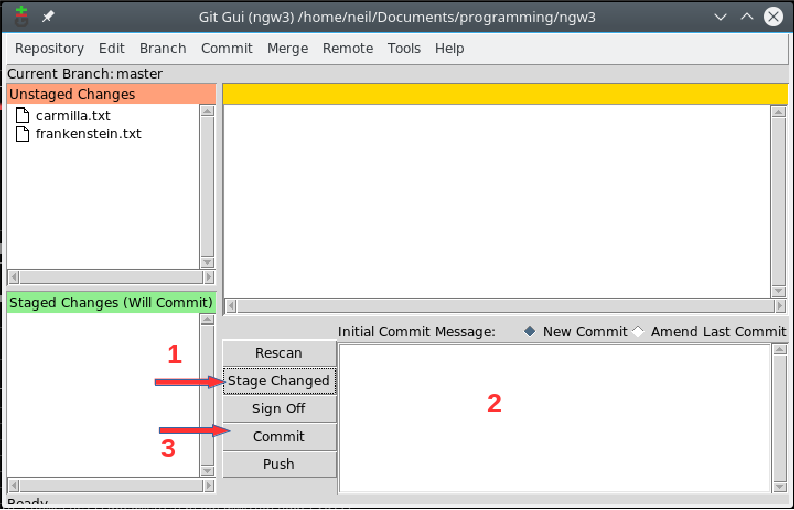 Git Gui (ngw3) /home/neil/Documents/programming/ngw3
Repository Edit Branch Commit Merge Remote Tools Help
Current Branch: master
Unstaged Changes
carmilla.txt
frankenstein.txt
Staged Changes (Will Commit)
Initial Commit Message: New Commit Amend Last Commit
Rescan
1
Stage Changed
Sign Off
2
Commit
3
Push
Ready